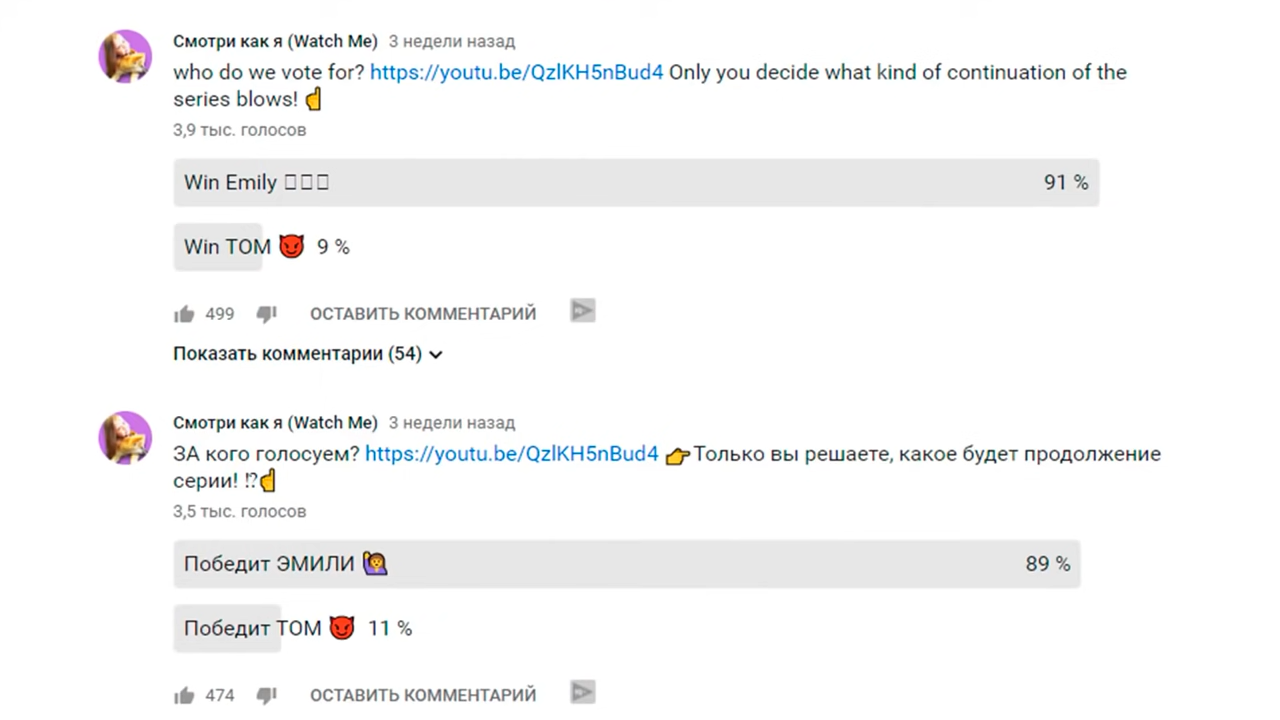 Смотри как я (Watch Me) 3 недели назад
who do we vote for? https://youtu.be/QzlKH5nBud4 Only you decide what kind of continuation of the
series blows! ☝
3,9 тыс. голосов
Win Emily □□□ 91 %
Win TOM 😈 9 %
499 ОСТАВИТЬ КОММЕНТАРИЙ
Показать комментарии (54)
Смотри как я (Watch Me) 3 недели назад
ЗА кого голосуем? https://youtu.be/QzlKH5nBud4 👉Только вы решаете, какое будет продолжение
серии! !?☝
3,5 тыс. голосов
Победит ЭМИЛИ 🙋 89 %
Победит ТОМ 😈 11 %
474 ОСТАВИТЬ КОММЕНТАРИЙ